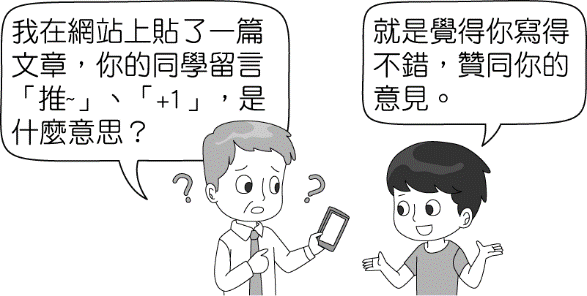 我在網站上貼了一篇
文章，你的同學留言
「推~」、「+1」，是
什麼意思？
就是覺得你寫得
不錯，贊同你的
意見。
? ?